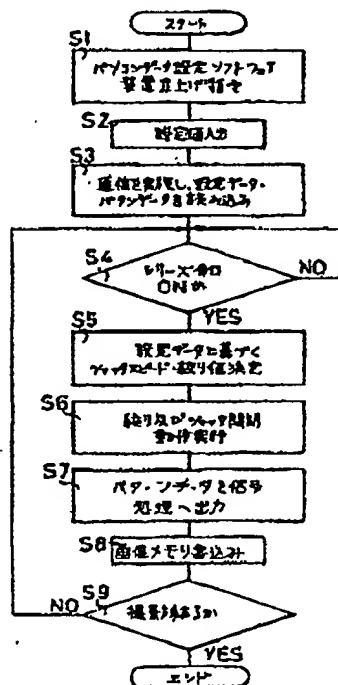 スタート
S1
パソコンデータ設定ソフトウェア
装置立上げ指令
S2
設定値入力
S3
通信を実現し、設定データ・
パタンデータを読み込み
S4
レリーズ釦
ONか
NO
YES
S5
設定データに基づく
シャッタスピード・絞り値決定
S6
絞り及びシャッタ開閉
動作実行
S7
パターンデータを信号
処理へ出力
S8
画像メモリ書込み
S9
撮影終了か
NO
YES
エンド